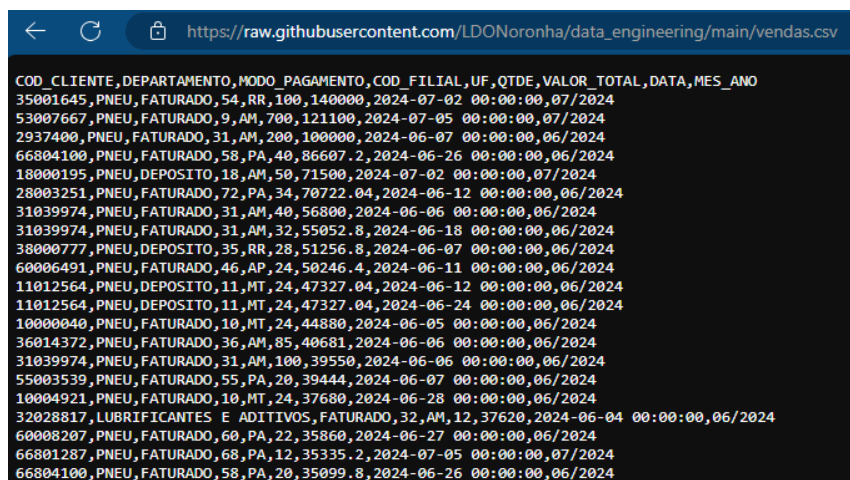 https://raw.githubusercontent.com/LDONoronha/data_engineering/main/vendas.csv
COD_CLIENTE,DEPARTAMENTO,MODO_PAGAMENTO,COD_FILIAL,UF,QTDE,VALOR_TOTAL,DATA,MES_ANO
35001645,PNEU,FATURADO,54,RR,100,140000,2024-07-02 00:00:00,07/2024
53007667,PNEU,FATURADO,9,AM,700,121100,2024-07-05 00:00:00,07/2024
2937400,PNEU,FATURADO,31,AM,200,100000,2024-06-07 00:00:00,06/2024
66804100,PNEU,FATURADO,58,PA,40,86607.2,2024-06-26 00:00:00,06/2024
18000195,PNEU,DEPOSITO,18,AM,50,71500,2024-07-02 00:00:00,07/2024
28003251,PNEU,FATURADO,72,PA,34,70722.04,2024-06-12 00:00:00,06/2024
31039974,PNEU,FATURADO,31,AM,40,56800,2024-06-06 00:00:00,06/2024
31039974,PNEU,FATURADO,31,AM,32,55052.8,2024-06-18 00:00:00,06/2024
38000777,PNEU,DEPOSITO,35,RR,28,51256.8,2024-06-07 00:00:00,06/2024
60006491,PNEU,FATURADO,46,AP,24,50246.4,2024-06-11 00:00:00,06/2024
11012564,PNEU,DEPOSITO,11,MT,24,47327.04,2024-06-12 00:00:00,06/2024
11012564,PNEU,DEPOSITO,11,MT,24,47327.04,2024-06-24 00:00:00,06/2024
10000040,PNEU,FATURADO,10,MT,24,44880,2024-06-05 00:00:00,06/2024
36014372,PNEU,FATURADO,36,AM,85,40681,2024-06-06 00:00:00,06/2024
31039974,PNEU,FATURADO,31,AM,100,39550,2024-06-06 00:00:00,06/2024
55003539,PNEU,FATURADO,55,PA,20,39444,2024-06-07 00:00:00,06/2024
10004921,PNEU,FATURADO,10,MT,24,37680,2024-06-28 00:00:00,06/2024
32028817,LUBRIFICANTES E ADITIVOS,FATURADO,32,AM,12,37620,2024-06-04 00:00:00,06/2024
60008207,PNEU,FATURADO,60,PA,22,35860,2024-06-27 00:00:00,06/2024
66801287,PNEU,FATURADO,68,PA,12,35335.2,2024-07-05 00:00:00,07/2024
66804100,PNEU,FATURADO,58,PA,20,35099.8,2024-06-26 00:00:00,06/2024